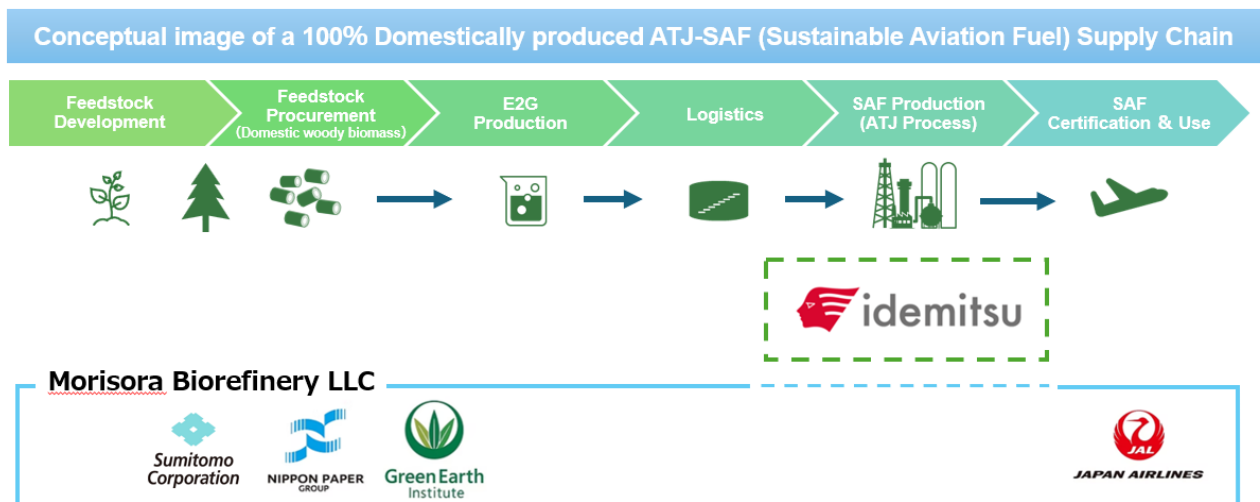 Conceptual image of a 100% Domestically produced ATJ-SAF (Sustainable Aviation Fuel) Supply Chain
Feedstock
Development
Feedstock
Procurement
(Domestic woody biomass)
E2G
Production
Logistics
SAF Production
(ATJ Process)
SAF
Certification & Use
idemitsu
Morisora Biorefinery LLC
Sumitomo
Corporation
NIPPON PAPER
GROUP
Green Earth
Institute
JAL
JAPAN AIRLINES